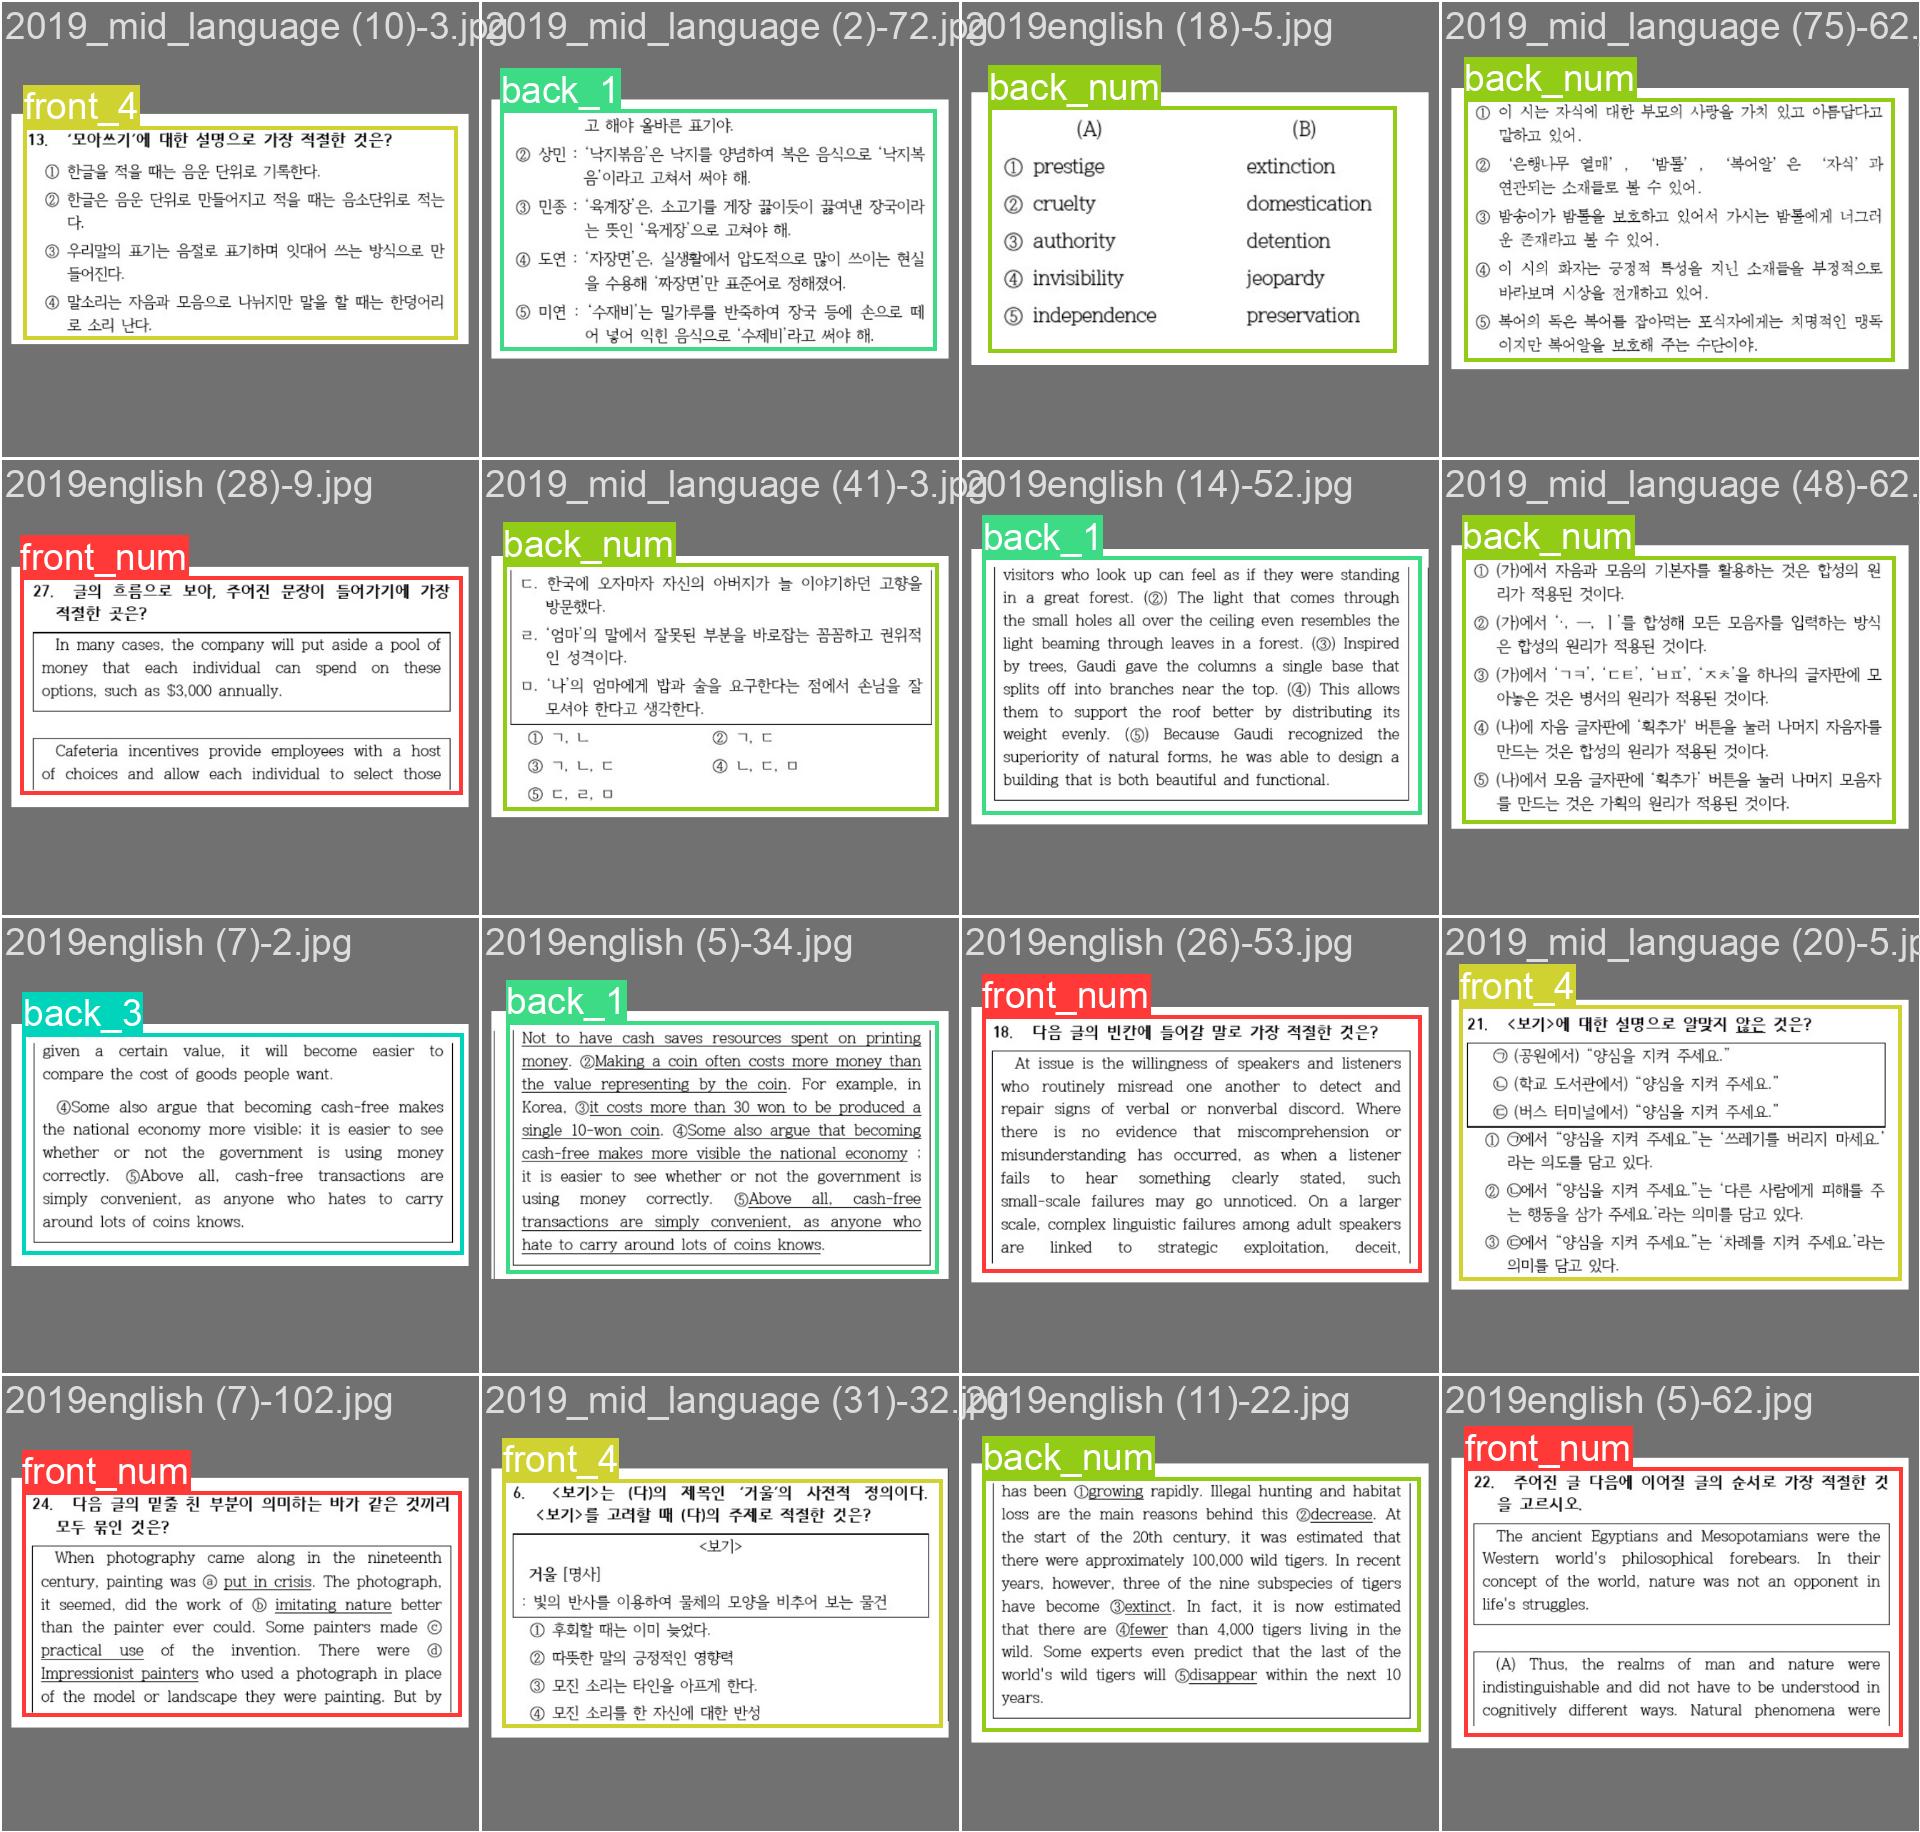 2019_mid_language (10)-3.jpg
front_4
13. ‘모아쓰기’에 대한 설명으로 가장 적절한 것은?
① 한글을 적을 때는 음운 단위로 기록한다.
② 한글은 음운 단위로 만들어지고 적을 때는 음소단위로 적는
다.
③ 우리말의 표기는 음절로 표기하며 잇대어 쓰는 방식으로 만
들어진다.
④ 말소리는 자음과 모음으로 나뉘지만 말을 할 때는 한덩어리
로 소리 난다.
2019_mid_language (2)-72.jpg
back_1
고 해야 올바른 표기야.
② 상민 : ‘낙지볶음’은 낙지를 양념하여 복은 음식으로 ‘낙지복
음’이라고 고쳐서 써야 해.
③ 민종 : ‘육계장’은, 소고기를 게장 끓이듯이 끓여낸 장국이라
는 뜻인 ‘육게장’으로 고쳐야 해.
④ 도연 : ‘자장면’은, 실생활에서 압도적으로 많이 쓰이는 현실
을 수용해 ‘짜장면’만 표준어로 정해졌어.
⑤ 미연 : ‘수재비’는 밀가루를 반죽하여 장국 등에 손으로 떼
어 넣어 익힌 음식으로 ‘수제비’라고 써야 해.
2019english (18)-5.jpg
back_num
(A) (B)
① prestige extinction
② cruelty domestication
③ authority detention
④ invisibility jeopardy
⑤ independence preservation
2019_mid_language (75)-62.
back_num
① 이 시는 자식에 대한 부모의 사랑을 가치 있고 아름답다고
말하고 있어.
② ‘은행나무 열매’ , ‘밤톨’ , ‘복어알’ 은 ‘자식’ 과
연관되는 소재들로 볼 수 있어.
③ 밤송이가 밤톨을 보호하고 있어서 가시는 밤톨에게 너그러
운 존재라고 볼 수 있어.
④ 이 시의 화자는 긍정적 특성을 지닌 소재들을 부정적으로
바라보며 시상을 전개하고 있어.
⑤ 복어의 독은 복어를 잡아먹는 포식자에게는 치명적인 맹독
이지만 복어알을 보호해 주는 수단이야.
2019english (28)-9.jpg
front_num
27. 글의 흐름으로 보아, 주어진 문장이 들어가기에 가장
적절한 곳은?
In many cases, the company will put aside a pool of
money that each individual can spend on these
options, such as $3,000 annually.
Cafeteria incentives provide employees with a host
of choices and allow each individual to select those
2019_mid_language (41)-3.jpg
back_num
ㄷ. 한국에 오자마자 자신의 아버지가 늘 이야기하던 고향을
방문했다.
ㄹ. ‘엄마’의 말에서 잘못된 부분을 바로잡는 꼼꼼하고 권위적
인 성격이다.
ㅁ. ‘나’의 엄마에게 밥과 술을 요구한다는 점에서 손님을 잘
모셔야 한다고 생각한다.
① ㄱ, ㄴ ② ㄱ, ㄷ
③ ㄱ, ㄴ, ㄷ ④ ㄴ, ㄷ, ㅁ
⑤ ㄷ, ㄹ, ㅁ
2019english (14)-52.jpg
back_1
visitors who look up can feel as if they were standing
in a great forest. (②) The light that comes through
the small holes all over the ceiling even resembles the
light beaming through leaves in a forest. (③) Inspired
by trees, Gaudi gave the columns a single base that
splits off into branches near the top. (④) This allows
them to support the roof better by distributing its
weight evenly. (⑤) Because Gaudi recognized the
superiority of natural forms, he was able to design a
building that is both beautiful and functional.
2019_mid_language (48)-62.
back_num
① (가)에서 자음과 모음의 기본자를 활용하는 것은 합성의 원
리가 적용된 것이다.
② (가)에서 ‘ㆍ, ㅡ, ㅣ’를 합성해 모든 모음자를 입력하는 방식
은 합성의 원리가 적용된 것이다.
③ (가)에서 ‘ㄱㅋ’, ‘ㄷㅌ’, ‘ㅂㅍ’, ‘ㅈㅊ’을 하나의 글자판에 모
아놓은 것은 병서의 원리가 적용된 것이다.
④ (나)에 자음 글자판에 ‘획추가’ 버튼을 눌러 나머지 자음자를
만드는 것은 합성의 원리가 적용된 것이다.
⑤ (나)에서 모음 글자판에 ‘획추가’ 버튼을 눌러 나머지 모음자
를 만드는 것은 가획의 원리가 적용된 것이다.
2019english (7)-2.jpg
back_3
given a certain value, it will become easier to
compare the cost of goods people want.
④Some also argue that becoming cash-free makes
the national economy more visible; it is easier to see
whether or not the government is using money
correctly. ⑤Above all, cash-free transactions are
simply convenient, as anyone who hates to carry
around lots of coins knows.
2019english (5)-34.jpg
back_1
Not to have cash saves resources spent on printing
money. ②Making a coin often costs more money than
the value representing by the coin. For example, in
Korea, ③it costs more than 30 won to be produced a
single 10-won coin. ④Some also argue that becoming
cash-free makes more visible the national economy ;
it is easier to see whether or not the government is
using money correctly. ⑤Above all, cash-free
transactions are simply convenient, as anyone who
hate to carry around lots of coins knows.
2019english (26)-53.jpg
front_num
18. 다음 글의 빈칸에 들어갈 말로 가장 적절한 것은?
At issue is the willingness of speakers and listeners
who routinely misread one another to detect and
repair signs of verbal or nonverbal discord. Where
there is no evidence that miscomprehension or
misunderstanding has occurred, as when a listener
fails to hear something clearly stated, such
small-scale failures may go unnoticed. On a larger
scale, complex linguistic failures among adult speakers
are linked to strategic exploitation, deceit,
2019_mid_language (20)-5.jp
front_4
21. <보기>에 대한 설명으로 알맞지 않은 것은?
㉠ (공원에서) “양심을 지켜 주세요.”
㉡ (학교 도서관에서) “양심을 지켜 주세요.”
㉢ (버스 터미널에서) “양심을 지켜 주세요.”
① ㉠에서 “양심을 지켜 주세요.”는 ‘쓰레기를 버리지 마세요.’
라는 의도를 담고 있다.
② ㉡에서 “양심을 지켜 주세요.”는 ‘다른 사람에게 피해를 주
는 행동을 삼가 주세요.’라는 의미를 담고 있다.
③ ㉢에서 “양심을 지켜 주세요.”는 ‘차례를 지켜 주세요.’라는
의미를 담고 있다.
2019english (7)-102.jpg
front_num
24. 다음 글의 밑줄 친 부분이 의미하는 바가 같은 것끼리
모두 묶인 것은?
When photography came along in the nineteenth
century, painting was ⓐ put in crisis. The photograph,
it seemed, did the work of ⓑ imitating nature better
than the painter ever could. Some painters made ⓒ
practical use of the invention. There were ⓓ
Impressionist painters who used a photograph in place
of the model or landscape they were painting. But by
2019_mid_language (31)-32.jpg
front_4
6. <보기>는 (다)의 제목인 ‘거울’의 사전적 정의이다.
<보기>를 고려할 때 (다)의 주제로 적절한 것은?
<보기>
거울 [명사]
: 빛의 반사를 이용하여 물체의 모양을 비추어 보는 물건
① 후회할 때는 이미 늦었다.
② 따뜻한 말의 긍정적인 영향력
③ 모진 소리는 타인을 아프게 한다.
④ 모진 소리를 한 자신에 대한 반성
2019english (11)-22.jpg
back_num
has been ①growing rapidly. Illegal hunting and habitat
loss are the main reasons behind this ②decrease. At
the start of the 20th century, it was estimated that
there were approximately 100,000 wild tigers. In recent
years, however, three of the nine subspecies of tigers
have become ③extinct. In fact, it is now estimated
that there are ④fewer than 4,000 tigers living in the
wild. Some experts even predict that the last of the
world's wild tigers will ⑤disappear within the next 10
years.
2019english (5)-62.jpg
front_num
22. 주어진 글 다음에 이어질 글의 순서로 가장 적절한 것
을 고르시오.
The ancient Egyptians and Mesopotamians were the
Western world's philosophical forebears. In their
concept of the world, nature was not an opponent in
life's struggles.
(A) Thus, the realms of man and nature were
indistinguishable and did not have to be understood in
cognitively different ways. Natural phenomena were